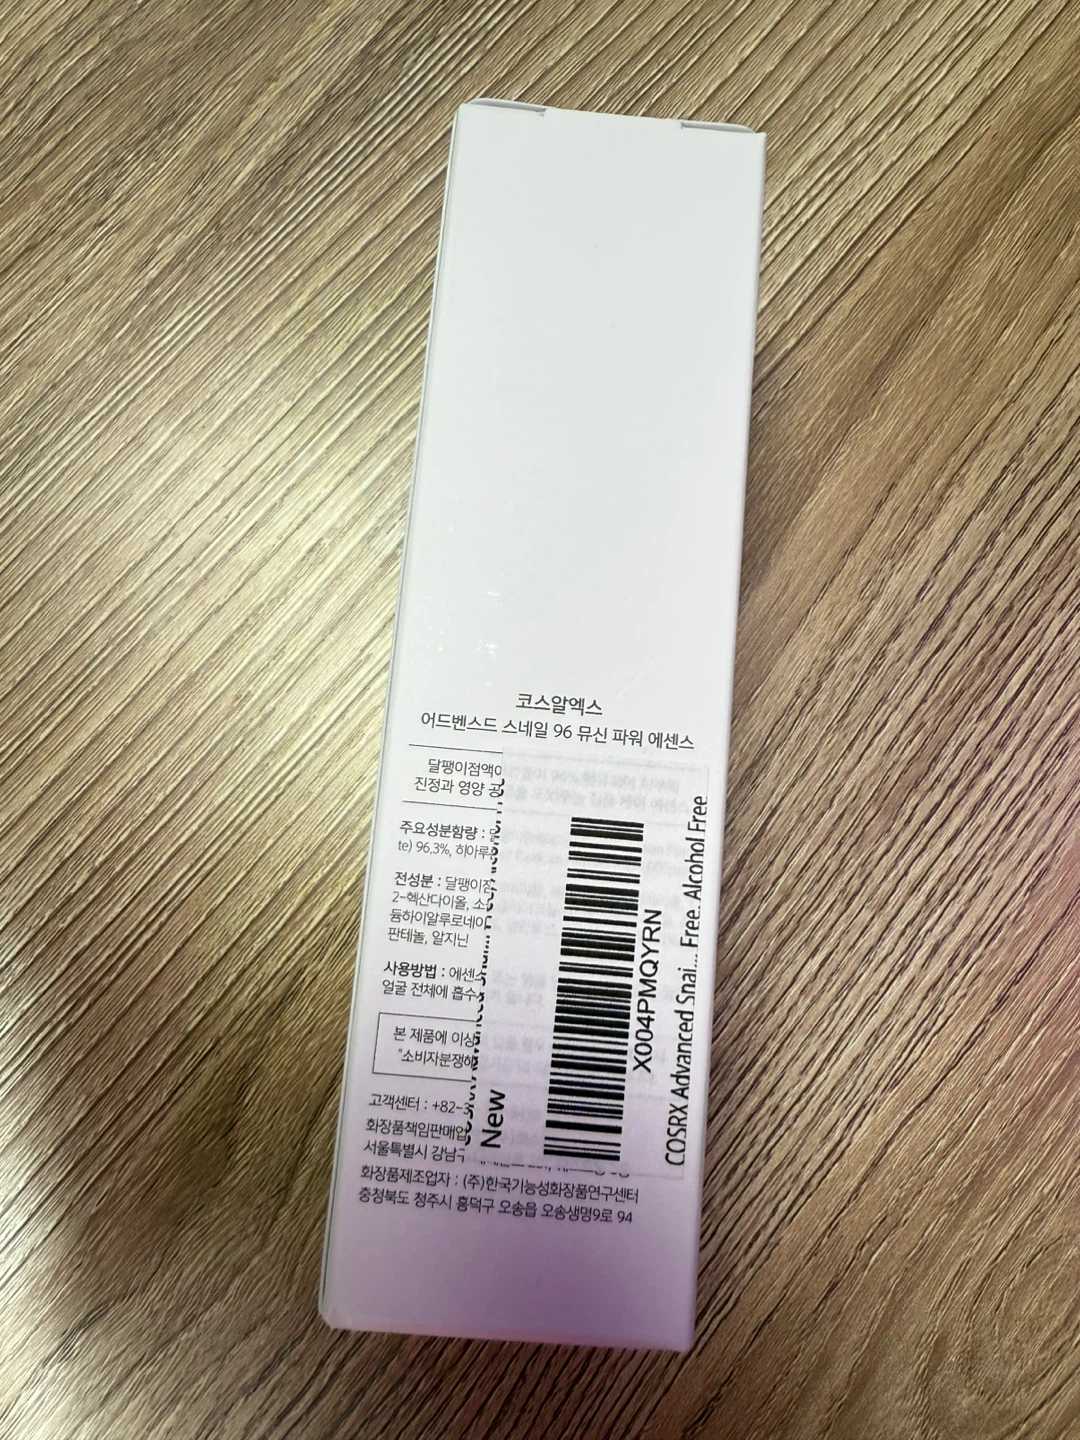 코스알엑스
어드벤스드 스네일 96 뮤신 파워 에센스
달팽이점액이
진정과 영양 공
주요성분함량 :
te) 96.3%, 히아루
전성분 : 달팽이점
2-헥산다이올, 소
듐하이알루로네이
판테놀, 알지닌
사용방법 : 에센스
얼굴 전체에 흡수
본 제품에 이상
"소비자분쟁해
고객센터 : +82-3
화장품책임판매업
서울특별시 강남구
화장품제조업자 : (주)한국기능성화장품연구센터
충청북도 청주시 흥덕구 오송읍 오송생명9로 94
X004PMQYRN
COSRX Advanced Snai... Free. Alcohol Free
New